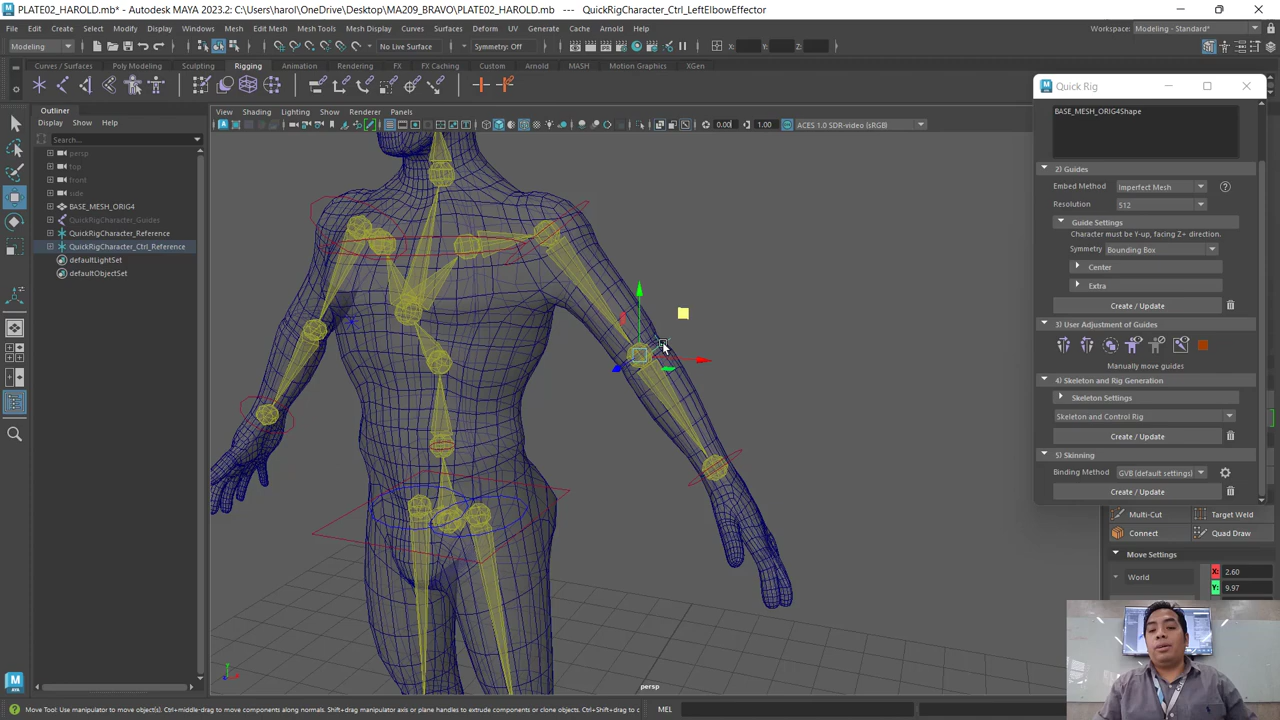 PLATE02_HAROLD.mb* - Autodesk MAYA 2023.2: C:\Users\harol\OneDrive\Desktop\MA209_BRAVO\PLATE02_HAROLD.mb*   ---   QuickRigCharacter_Ctrl_LeftElbowEffector
File Edit Create Select Modify Display Windows Mesh Edit Mesh Mesh Tools Mesh Display Curves Surfaces Deform UV Generate Cache Arnold Help
Workspace: Modeling - Standard*
Modeling
No Live Surface
Symmetry: Off
X:
Y:
Z:
Curves / Surfaces Poly Modeling Sculpting Rigging Animation Rendering FX FX Caching Custom Arnold MASH Motion Graphics XGen
Outliner
Display Show Help
Search...
persp
top
front
side
BASE_MESH_ORIG4
QuickRigCharacter_Guides
QuickRigCharacter_Reference
QuickRigCharacter_Ctrl_Reference
defaultLightSet
defaultObjectSet
View Shading Lighting Show Renderer Panels
0.00
1.00
ACES 1.0 SDR-video (sRGB)
persp
Quick Rig
BASE_MESH_ORIG4Shape
2) Guides
Embed Method Imperfect Mesh
Resolution 512
Guide Settings
Character must be Y-up, facing Z+ direction.
Symmetry Bounding Box
Center
Extra
Create / Update
3) User Adjustment of Guides
Manually move guides
4) Skeleton and Rig Generation
Skeleton Settings
Skeleton and Control Rig
Create / Update
5) Skinning
Binding Method GVB (default settings)
Create / Update
Multi-Cut Target Weld
Connect Quad Draw
Move Settings
World
X: 2.60
Y: 9.97
MAYA
Move Tool: Use manipulator to move object(s). Ctrl+middle-drag to move components along normals. Shift+drag manipulator axis or plane handles to extrude components or clone objects. Ctrl+Shift+drag to c
MEL